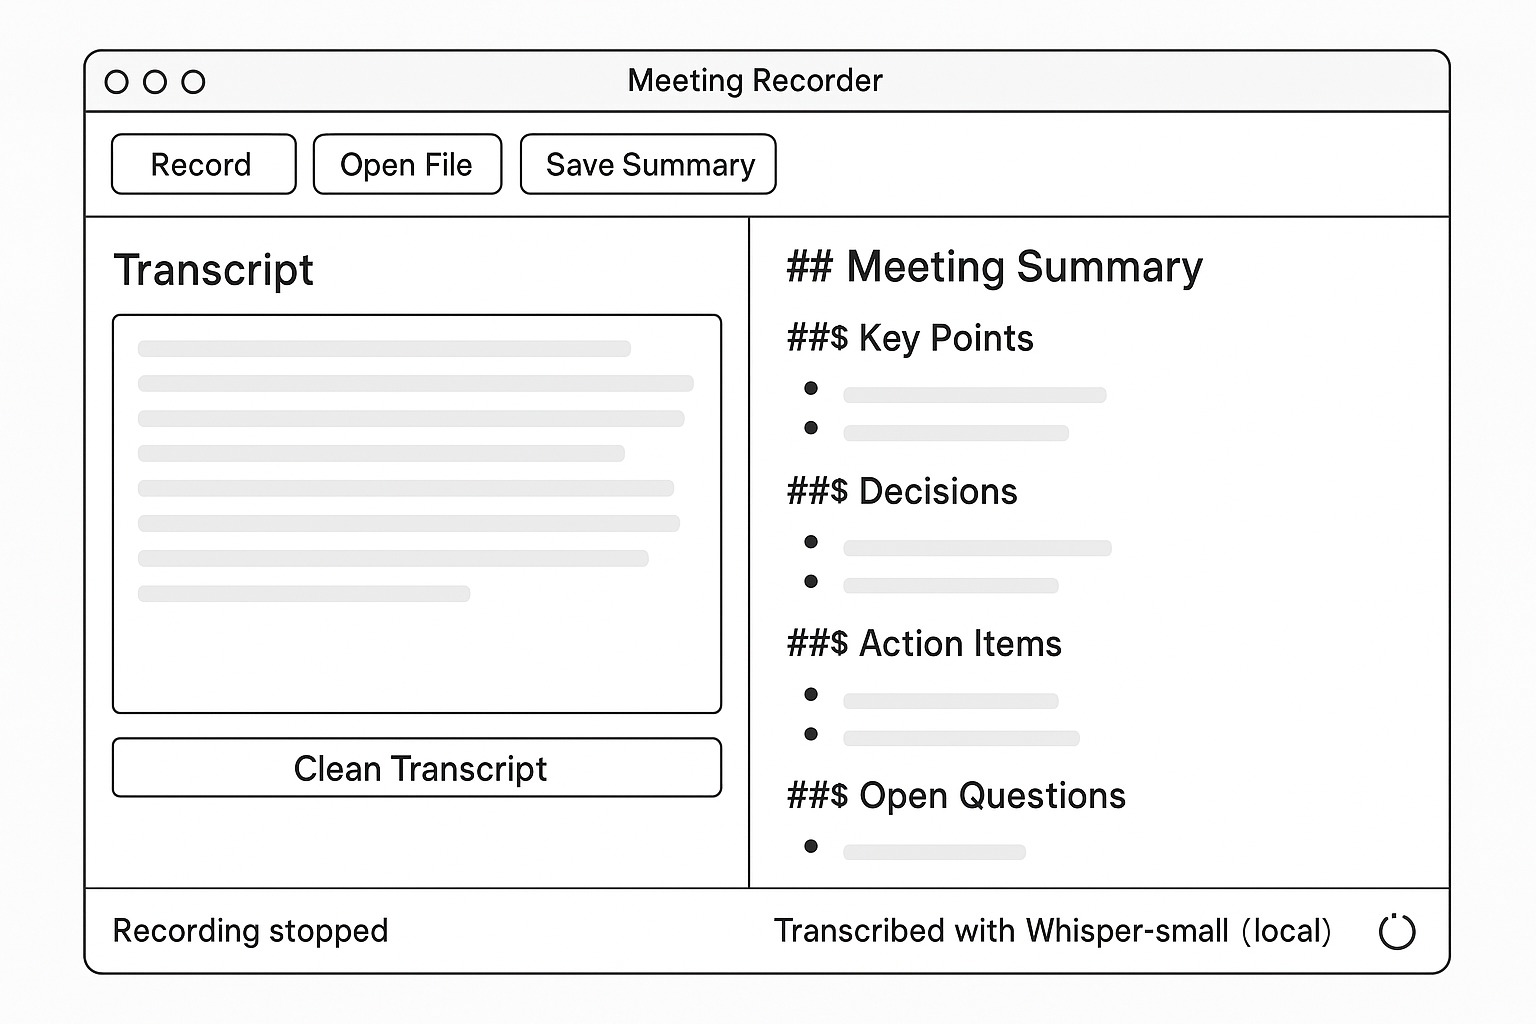 Meeting Recorder
Record
Open File
Save Summary
Transcript
Clean Transcript
## Meeting Summary
##$ Key Points
##$ Decisions
##$ Action Items
##$ Open Questions
Recording stopped
Transcribed with Whisper-small (local)